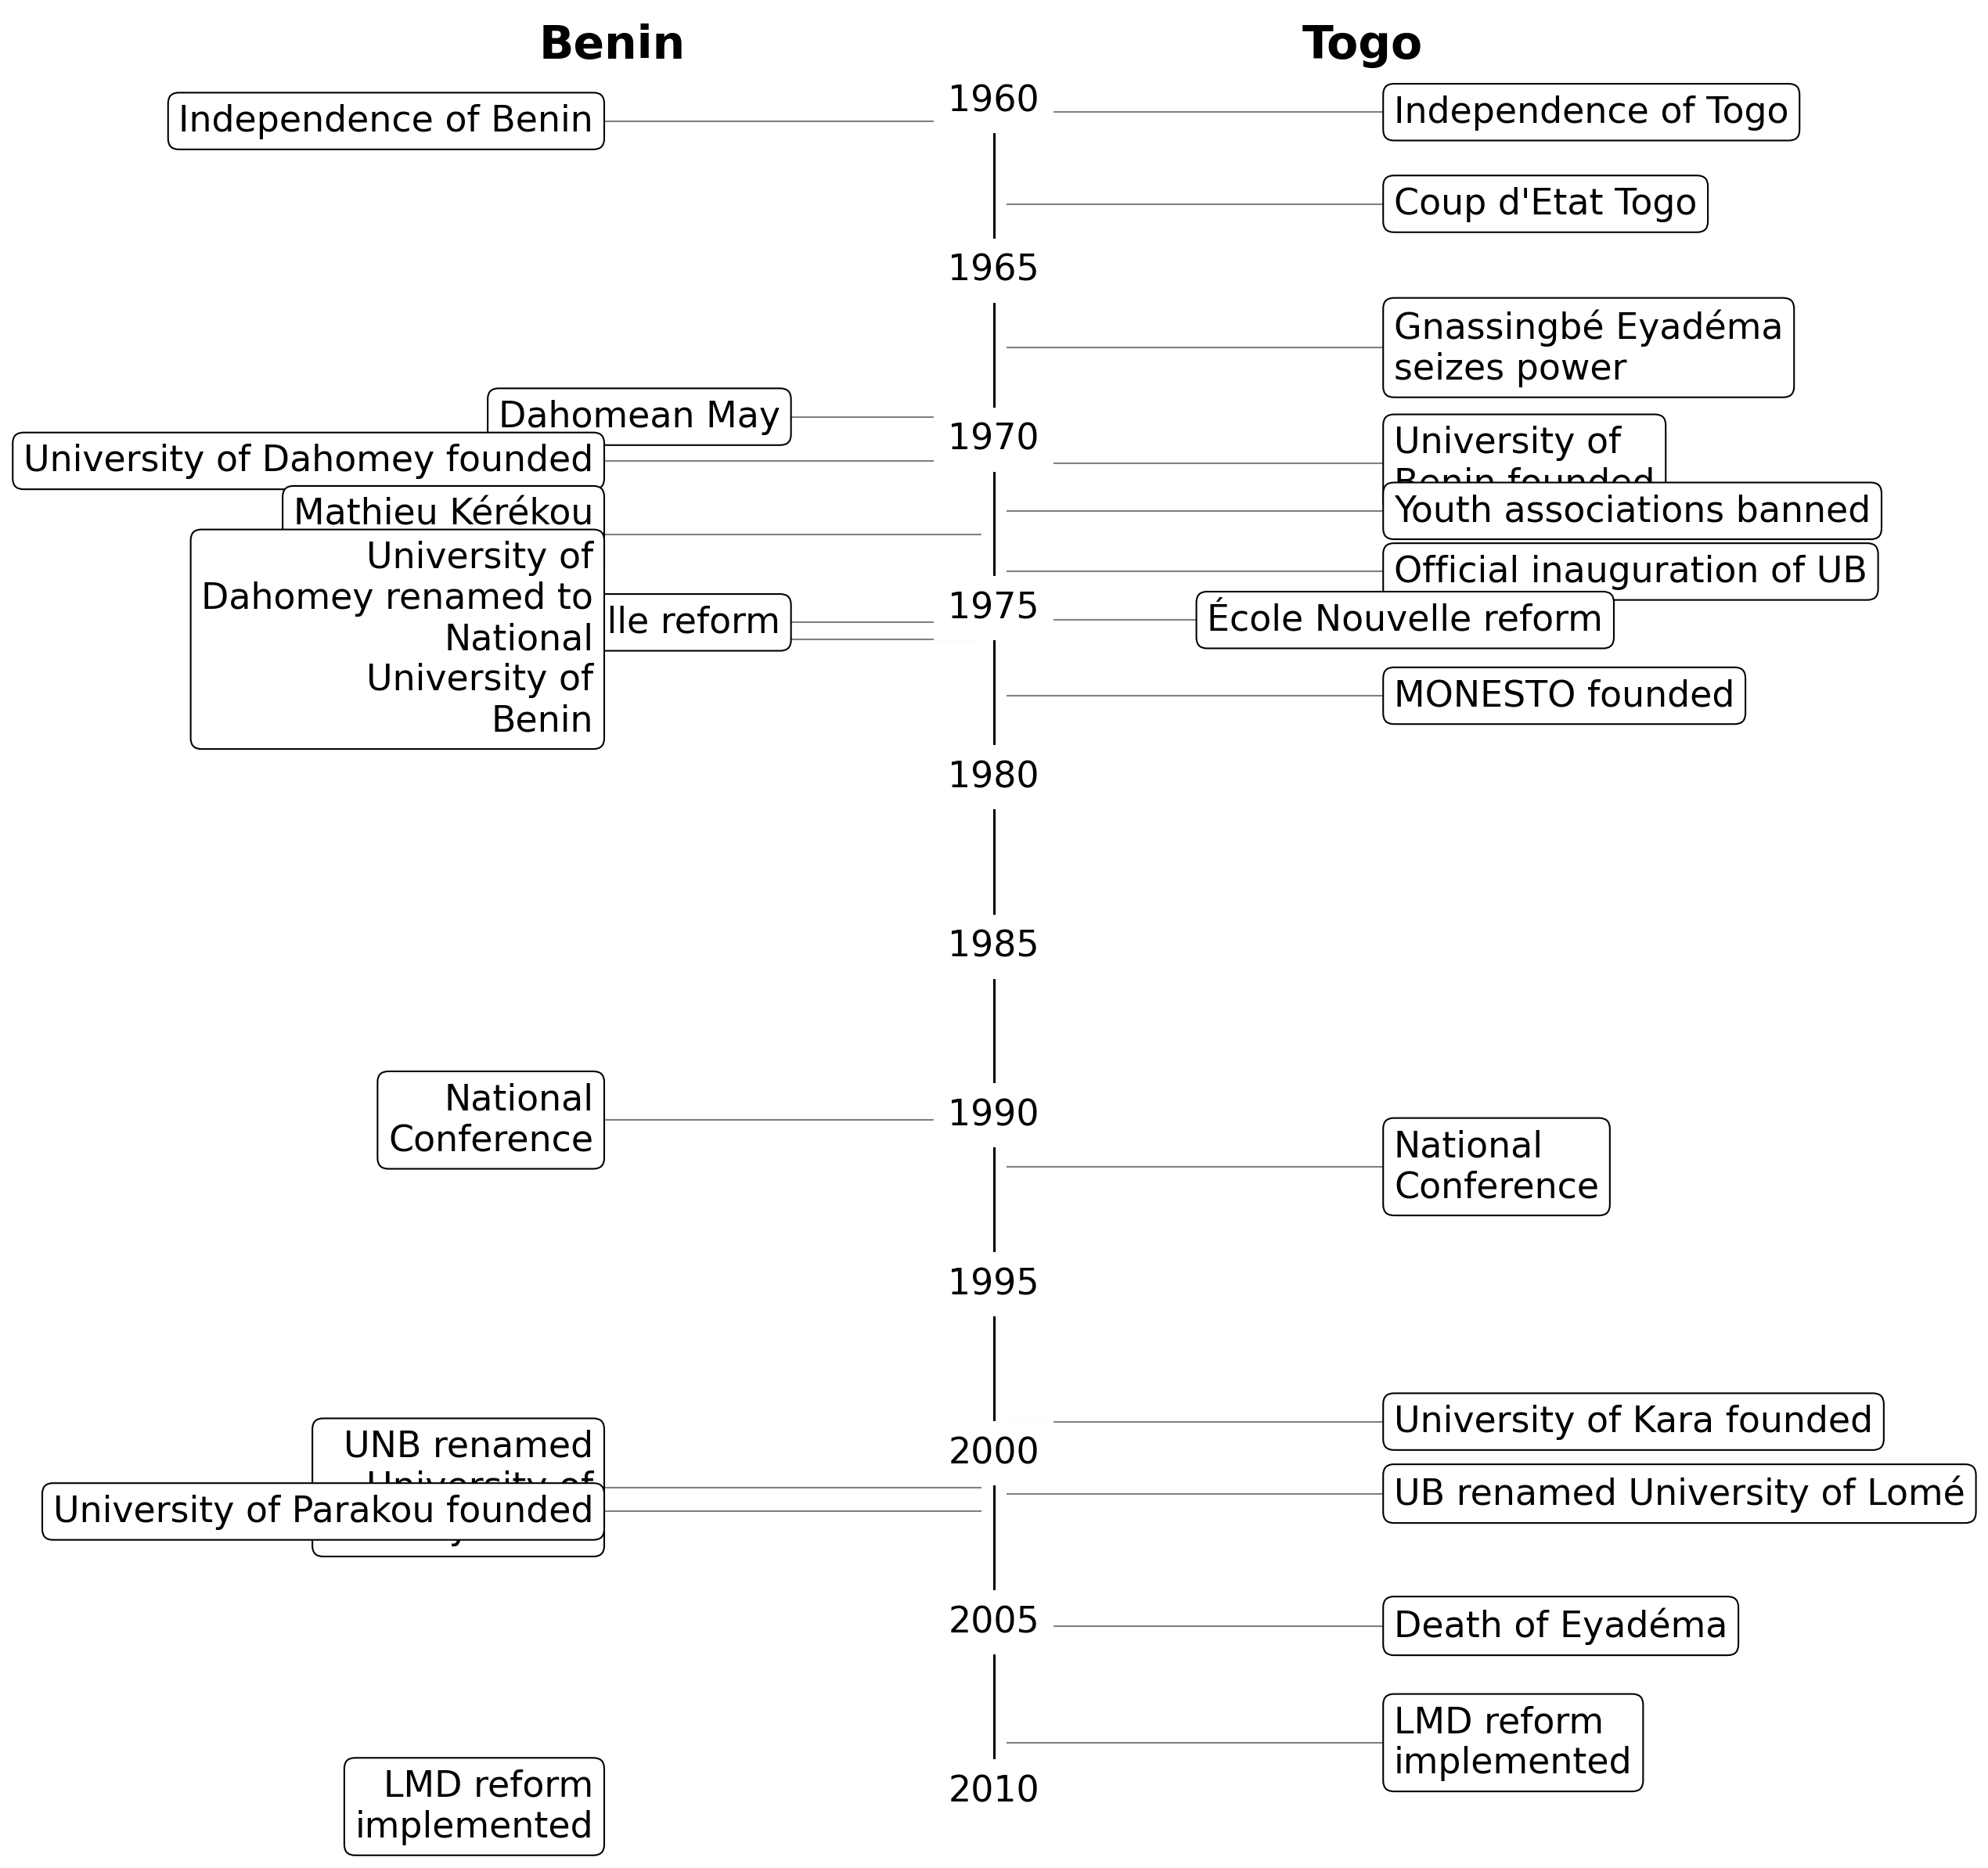 Benin
Togo
1960
Independence of Togo
Independence of Benin
Coup d'Etat Togo
1965
Gnassingbé Eyadéma
seizes power
Dahomean May
1970
University of
Benin founded
University of Dahomey founded
Mathieu Kérékou
Youth associations banned
University of
Dahomey renamed to
National
University of
Benin
Official inauguration of UB
1975
lle reform
École Nouvelle reform
MONESTO founded
1980
1985
1990
National
Conference
National
Conference
1995
University of Kara founded
2000
UNB renamed
University of
University of Parakou founded
UB renamed University of Lomé
2005
Death of Eyadéma
LMD reform
implemented
2010
LMD reform
implemented